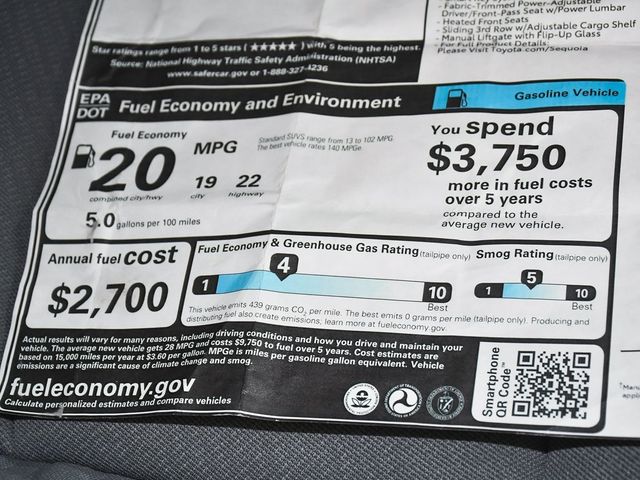 - Fabric-Trimmed Power-Adjustable
Driver/Front-Pass Seat w/Power Lumbar
- Heated Front Seats
- Sliding 3rd Row w/Adjustable Cargo Shelf
- Manual Liftgate with Flip-Up Glass
- For Full Product Details:
Please Visit Toyota.com/Sequoia
Star ratings range from 1 to 5 stars (★★★★★) with 5 being the highest.
Source: National Highway Traffic Safety Administration (NHTSA)
www.safercar.gov or 1-888-327-4236
EPA
DOT
Fuel Economy and Environment
Gasoline Vehicle
Fuel Economy
20
MPG
19 22
combined city/hwy city highway
5.0 gallons per 100 miles
Standard SUVS range from 13 to 102 MPG.
The best vehicle rates 140 MPGe.
You spend
$3,750
more in fuel costs
over 5 years
compared to the
average new vehicle.
Annual fuel cost
$2,700
Fuel Economy & Greenhouse Gas Rating (tailpipe only)
1 4 10
Best
Smog Rating (tailpipe only)
1 5 10
Best
This vehicle emits 439 grams CO2 per mile. The best emits 0 grams per mile (tailpipe only). Producing and
distributing fuel also create emissions; learn more at fueleconomy.gov.
Actual results will vary for many reasons, including driving conditions and how you drive and maintain your
vehicle. The average new vehicle gets 28 MPG and costs $9,750 to fuel over 5 years. Cost estimates are
based on 15,000 miles per year at $3.60 per gallon. MPGe is miles per gasoline gallon equivalent. Vehicle
emissions are a significant cause of climate change and smog.
fueleconomy.gov
Calculate personalized estimates and compare vehicles
Smartphone
QR Code™